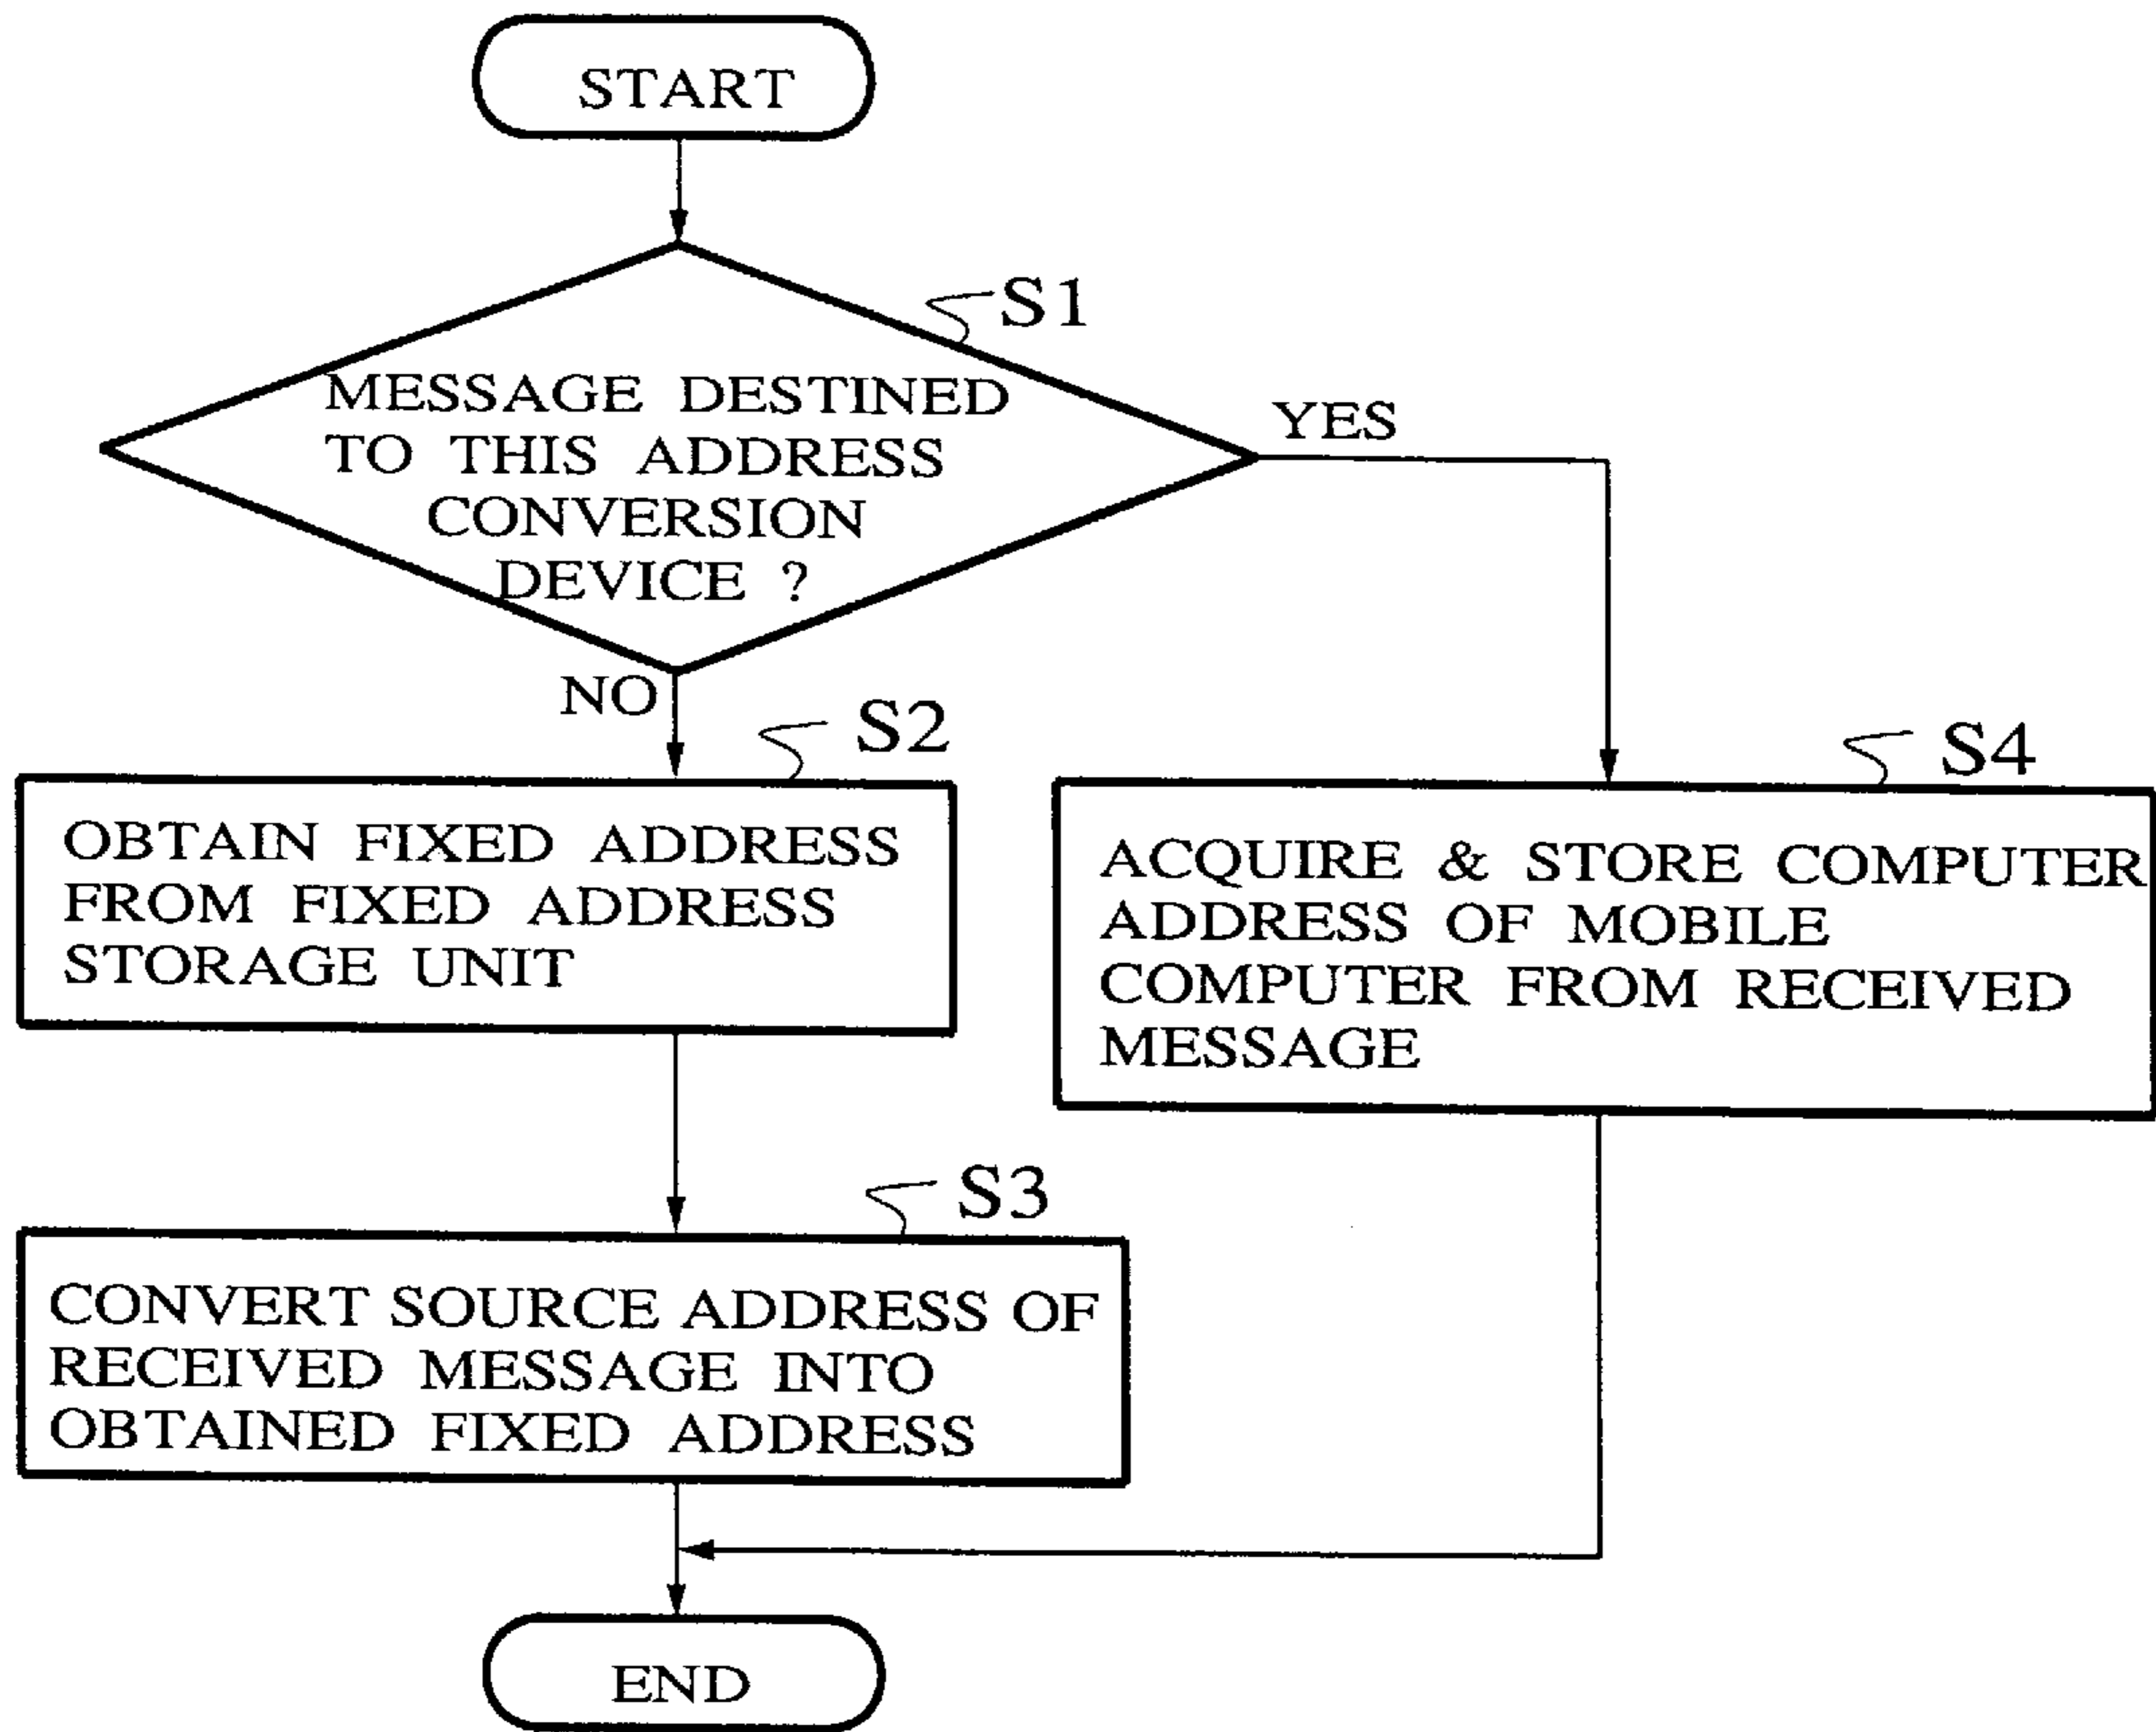 START
S1
MESSAGE DESTINED
TO THIS ADDRESS
CONVERSION
DEVICE ?
YES
NO
S2
OBTAIN FIXED ADDRESS
FROM FIXED ADDRESS
STORAGE UNIT
S4
ACQUIRE & STORE COMPUTER
ADDRESS OF MOBILE
COMPUTER FROM RECEIVED
MESSAGE
S3
CONVERT SOURCE ADDRESS OF
RECEIVED MESSAGE INTO
OBTAINED FIXED ADDRESS
END